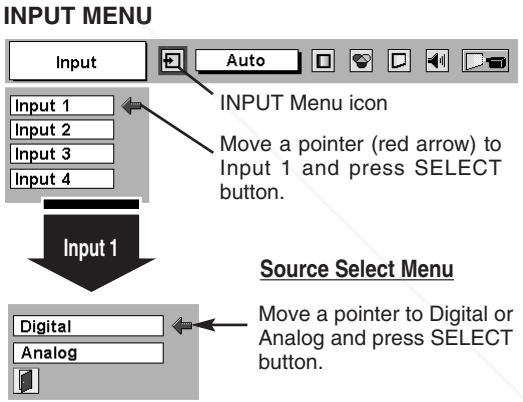 INPUT MENU
Input
Auto
INPUT Menu icon
Input 1
Input 2
Input 3
Input 4
Move a pointer (red arrow) to
Input 1 and press SELECT
button.
Input 1
Source Select Menu
Digital
Analog
Move a pointer to Digital or
Analog and press SELECT
button.